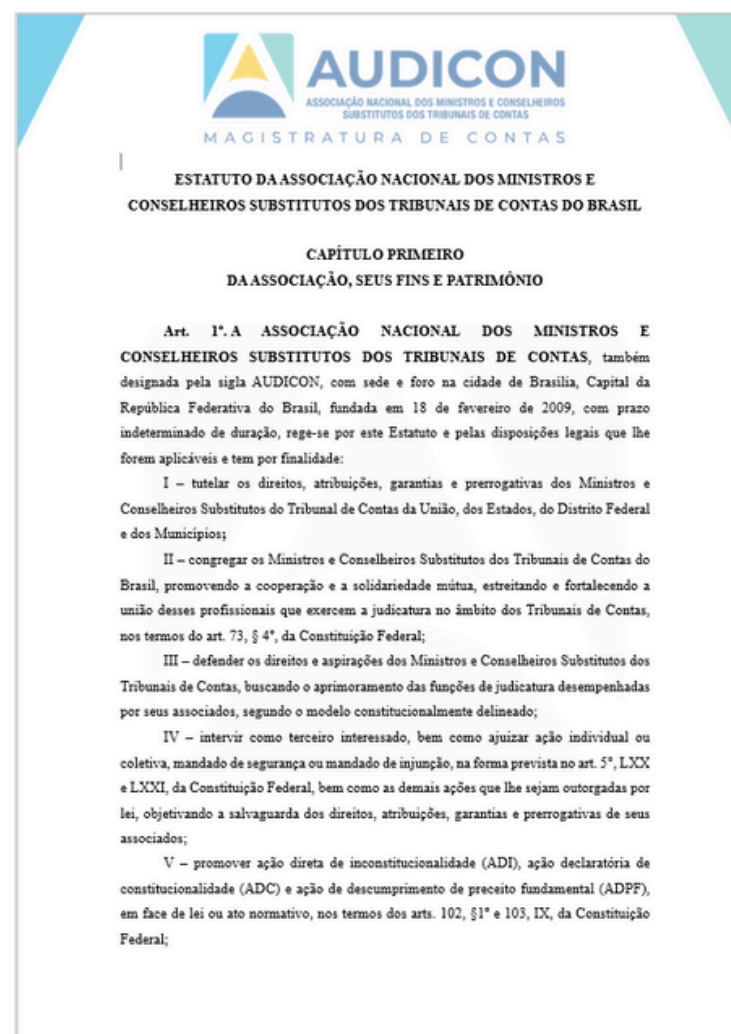 AUDICON
ASSOCIAÇÃO NACIONAL DOS MINISTROS E CONSELHEIROS
SUBSTITUTOS DOS TRIBUNAIS DE CONTAS
MAGISTRATURA DE CONTAS
ESTATUTO DA ASSOCIAÇÃO NACIONAL DOS MINISTROS E
CONSELHEIROS SUBSTITUTOS DOS TRIBUNAIS DE CONTAS DO BRASIL
CAPÍTULO PRIMEIRO
DA ASSOCIAÇÃO, SEUS FINS E PATRIMÔNIO
Art. 1º. A ASSOCIAÇÃO NACIONAL DOS MINISTROS E
CONSELHEIROS SUBSTITUTOS DOS TRIBUNAIS DE CONTAS, também
designada pela sigla AUDICON, com sede e foro na cidade de Brasília, Capital da
República Federativa do Brasil, fundada em 18 de fevereiro de 2009, com prazo
indeterminado de duração, rege-se por este Estatuto e pelas disposições legais que lhe
forem aplicáveis e tem por finalidade:
I – tutelar os direitos, atribuições, garantias e prerrogativas dos Ministros e
Conselheiros Substitutos do Tribunal de Contas da União, dos Estados, do Distrito Federal
e dos Municípios;
II – congregar os Ministros e Conselheiros Substitutos dos Tribunais de Contas do
Brasil, promovendo a cooperação e a solidariedade mútua, estreitando e fortalecendo a
união desses profissionais que exercem a judicatura no âmbito dos Tribunais de Contas,
nos termos do art. 73, § 4º, da Constituição Federal;
III – defender os direitos e aspirações dos Ministros e Conselheiros Substitutos dos
Tribunais de Contas, buscando o aprimoramento das funções de judicatura desempenhadas
por seus associados, segundo o modelo constitucionalmente delineado;
IV – intervir como terceiro interessado, bem como ajuizar ação individual ou
coletiva, mandado de segurança ou mandado de injunção, na forma prevista no art. 5º, LXX
e LXXI, da Constituição Federal, bem como as demais ações que lhe sejam outorgadas por
lei, objetivando a salvaguarda dos direitos, atribuições, garantias e prerrogativas de seus
associados;
V – promover ação direta de inconstitucionalidade (ADI), ação declaratória de
constitucionalidade (ADC) e ação de descumprimento de preceito fundamental (ADPF),
em face de lei ou ato normativo, nos termos dos arts. 102, §1º e 103, IX, da Constituição
Federal;